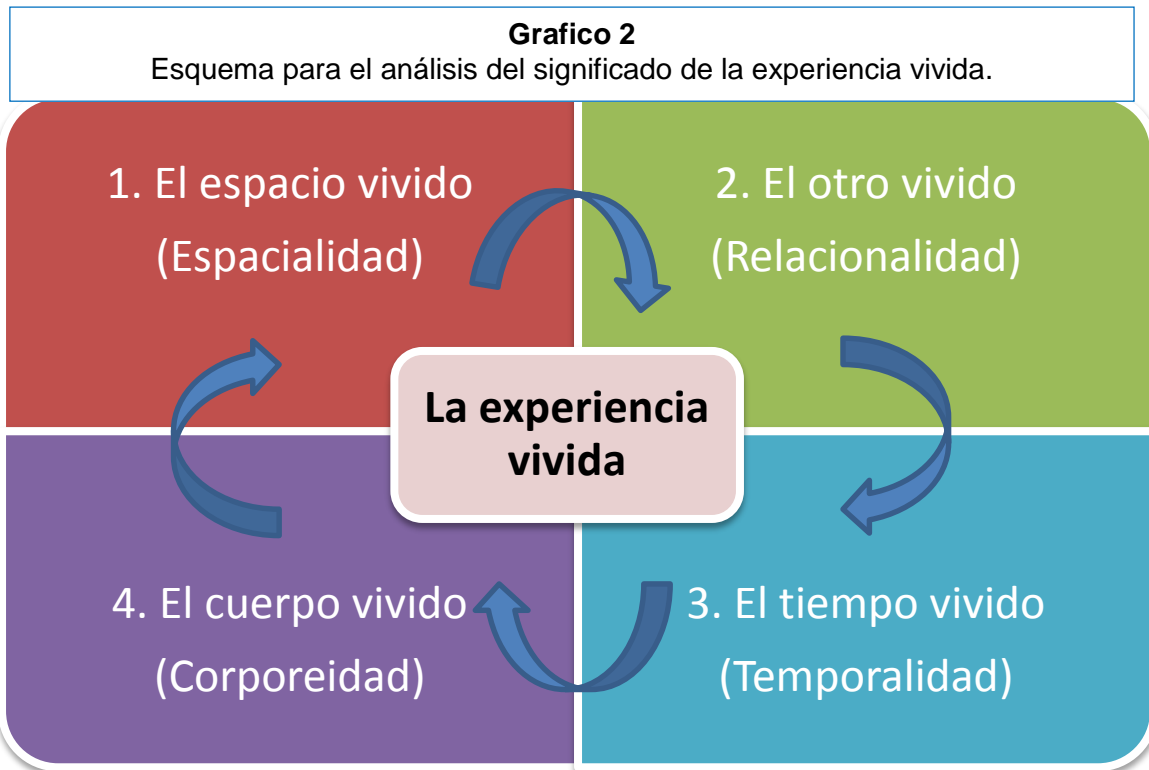 Grafico 2
Esquema para el análisis del significado de la experiencia vivida.
1. El espacio vivido
(Espacialidad)
2. El otro vivido
(Relacionalidad)
La experiencia
vivida
4. El cuerpo vivido
(Corporeidad)
3. El tiempo vivido
(Temporalidad)